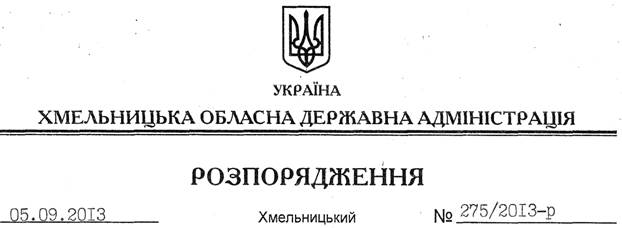 УКРАЇНА
ХМЕЛЬНИЦЬКА ОБЛАСНА ДЕРЖАВНА АДМІНІСТРАЦІЯ
РОЗПОРЯДЖЕННЯ
05.09.2013 Хмельницький № 275/2013-р